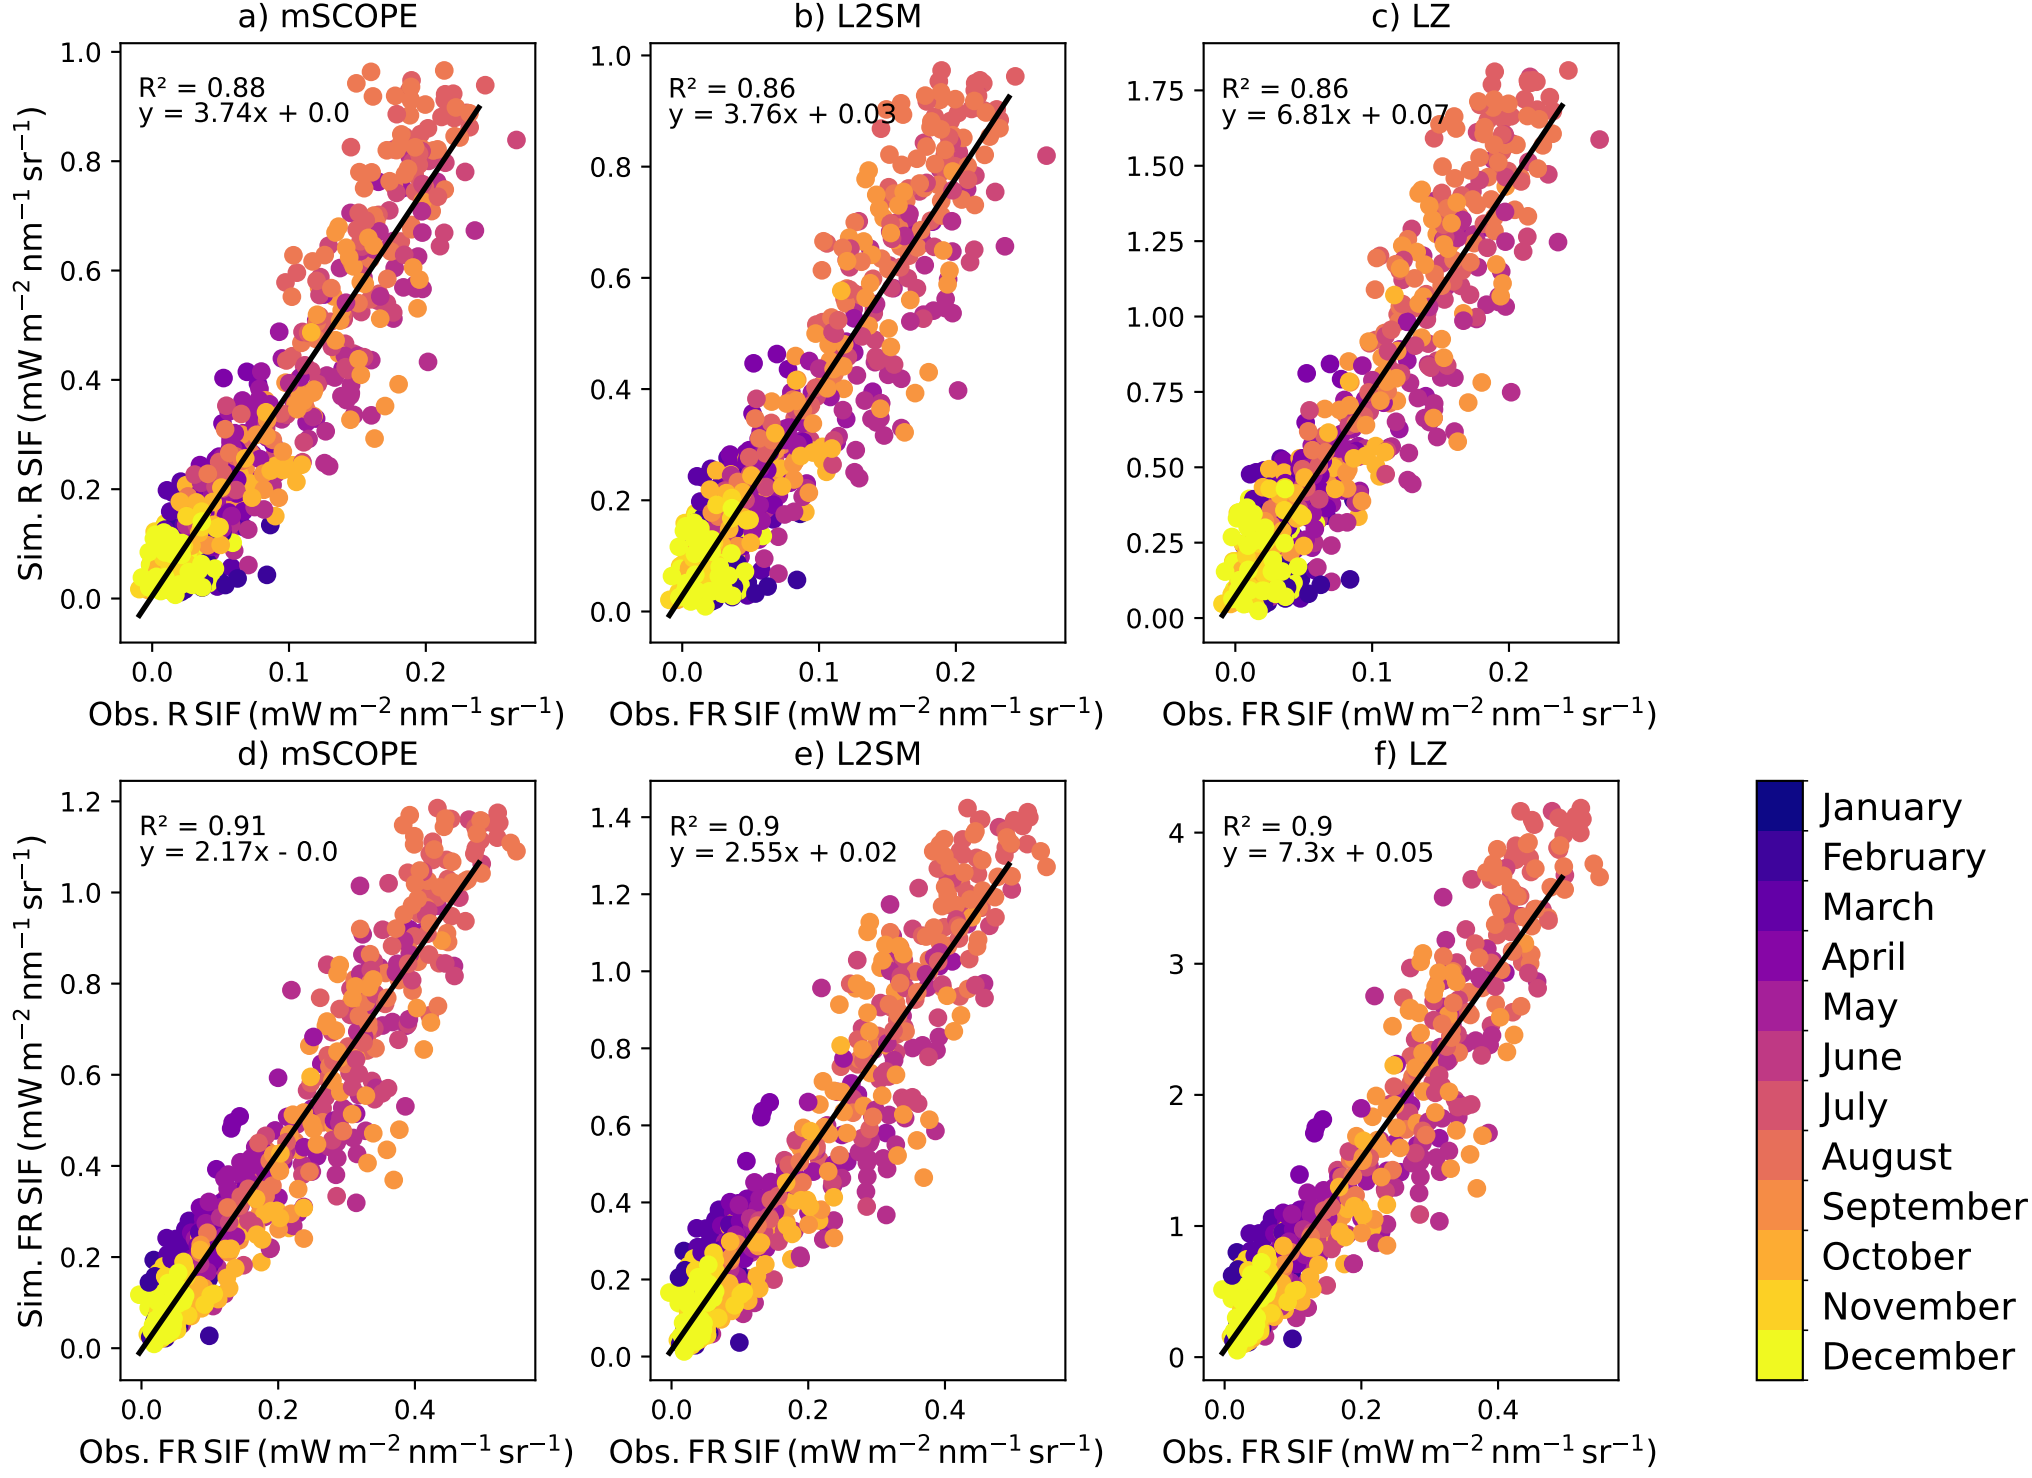 a) mSCOPE
b) L2SM
c) LZ
R² = 0.88
y = 3.74x + 0.0
R² = 0.86
y = 3.76x + 0.03
R² = 0.86
y = 6.81x + 0.07
Sim. R SIF (mW m⁻² nm⁻¹ sr⁻¹)
1.0
0.8
0.6
0.4
0.2
0.0
1.0
0.8
0.6
0.4
0.2
0.0
1.75
1.50
1.25
1.00
0.75
0.50
0.25
0.00
0.0 0.1 0.2
0.0 0.1 0.2
0.0 0.1 0.2
Obs. R SIF (mW m⁻² nm⁻¹ sr⁻¹)
Obs. FR SIF (mW m⁻² nm⁻¹ sr⁻¹)
Obs. FR SIF (mW m⁻² nm⁻¹ sr⁻¹)
d) mSCOPE
e) L2SM
f) LZ
R² = 0.91
y = 2.17x - 0.0
R² = 0.9
y = 2.55x + 0.02
R² = 0.9
y = 7.3x + 0.05
Sim. FR SIF (mW m⁻² nm⁻¹ sr⁻¹)
1.2
1.0
0.8
0.6
0.4
0.2
0.0
1.4
1.2
1.0
0.8
0.6
0.4
0.2
0.0
4
3
2
1
0
0.0 0.2 0.4
0.0 0.2 0.4
0.0 0.2 0.4
Obs. FR SIF (mW m⁻² nm⁻¹ sr⁻¹)
Obs. FR SIF (mW m⁻² nm⁻¹ sr⁻¹)
Obs. FR SIF (mW m⁻² nm⁻¹ sr⁻¹)
January
February
March
April
May
June
July
August
September
October
November
December